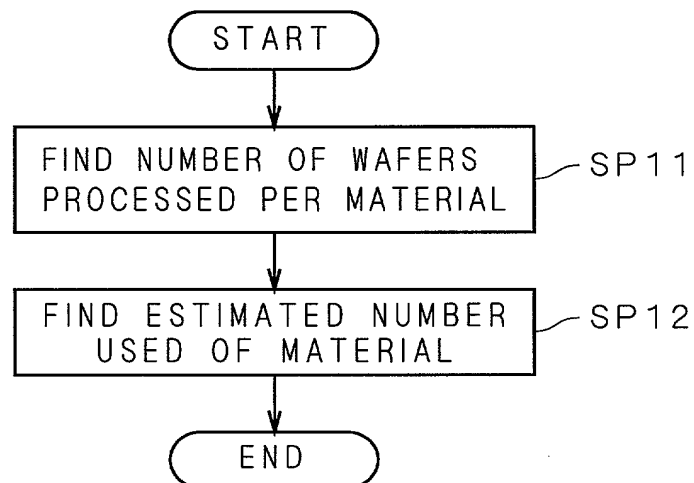 START
FIND NUMBER OF WAFERS
PROCESSED PER MATERIAL
SP11
FIND ESTIMATED NUMBER
USED OF MATERIAL
SP12
END